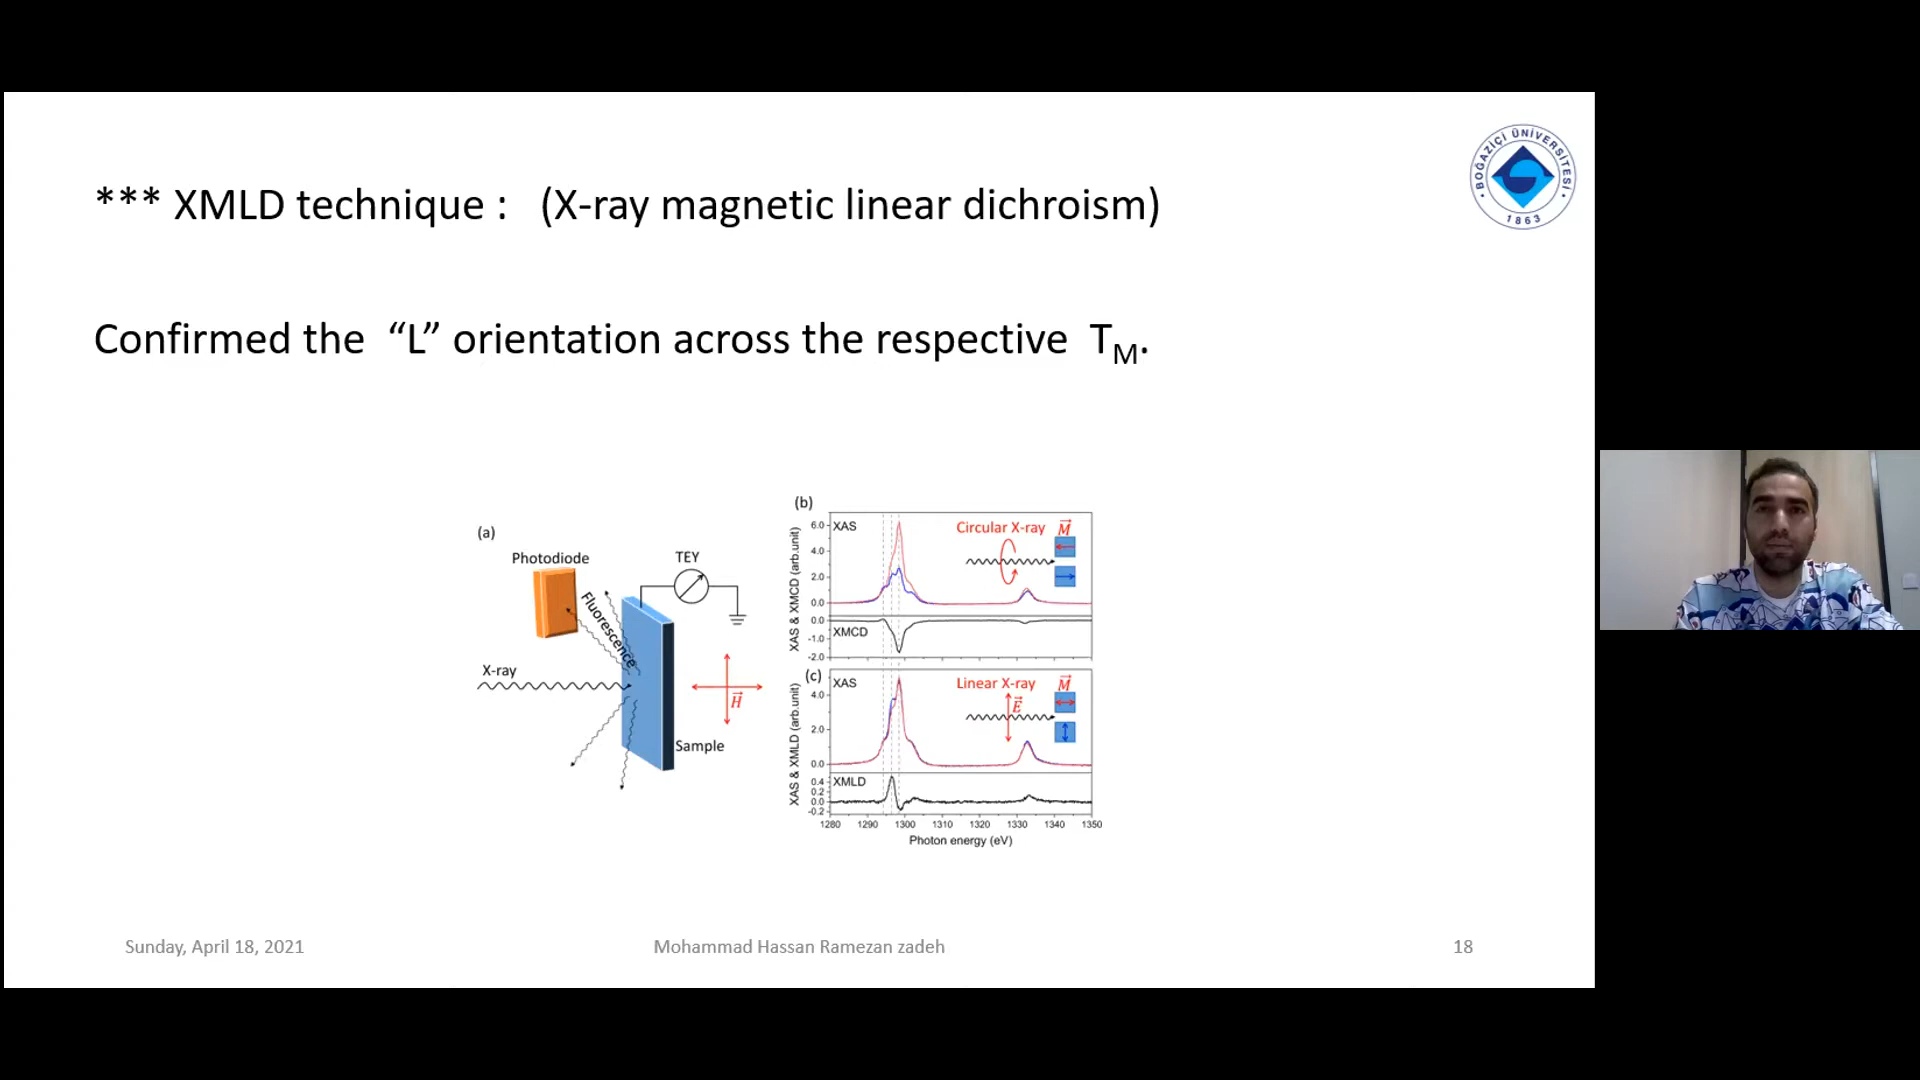 BOĞAZİÇİ ÜNİVERSİTESİ
1863
*** XMLD technique : (X-ray magnetic linear dichroism)
Confirmed the “L” orientation across the respective TM.
(a)
Photodiode
TEY
Fluorescence
X-ray
H
Sample
(b)
XAS
Circular X-ray M
6.0
4.0
2.0
0.0
XAS & XMCD (arb.unit)
0.0
XMCD
-1.0
-2.0
(c)
XAS
Linear X-ray M
E
4.0
2.0
0.0
XAS & XMLD (arb.unit)
XMLD
0.4
0.2
0.0
-0.2
1280 1290 1300 1310 1320 1330 1340 1350
Photon energy (eV)
Sunday, April 18, 2021
Mohammad Hassan Ramezan zadeh
18